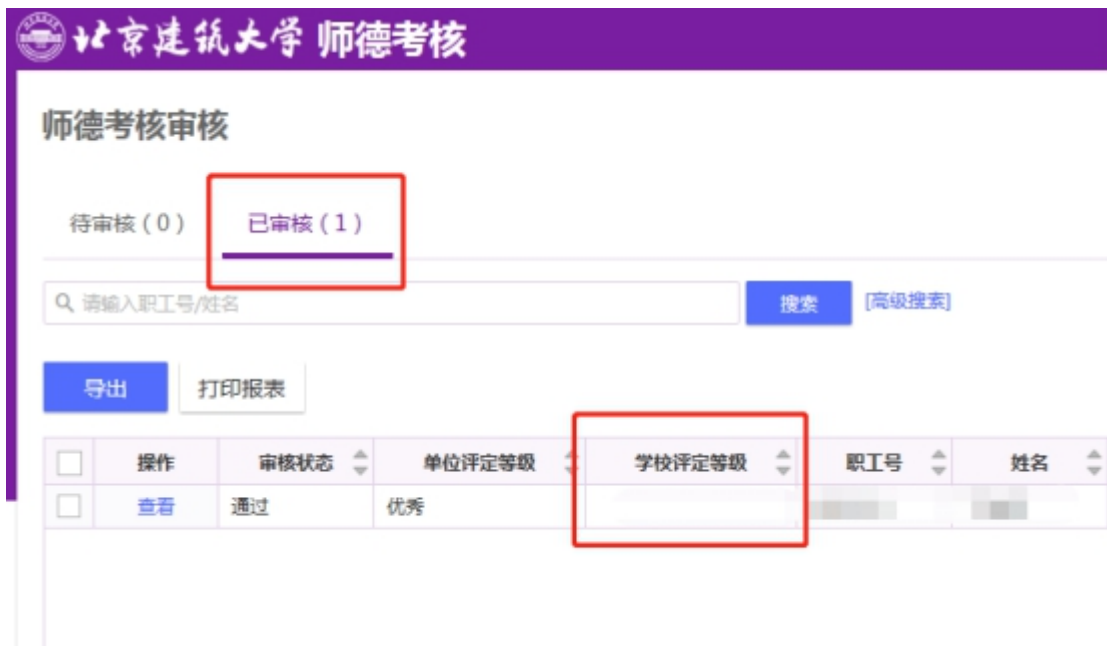 北京建筑大学 师德考核
师德考核审核
待审核（0） 已审核（1）
请输入职工号/姓名 搜索 [高级搜索]
导出 打印报表
操作 审核状态 单位评定等级 学校评定等级 职工号 姓名
查看 通过 优秀